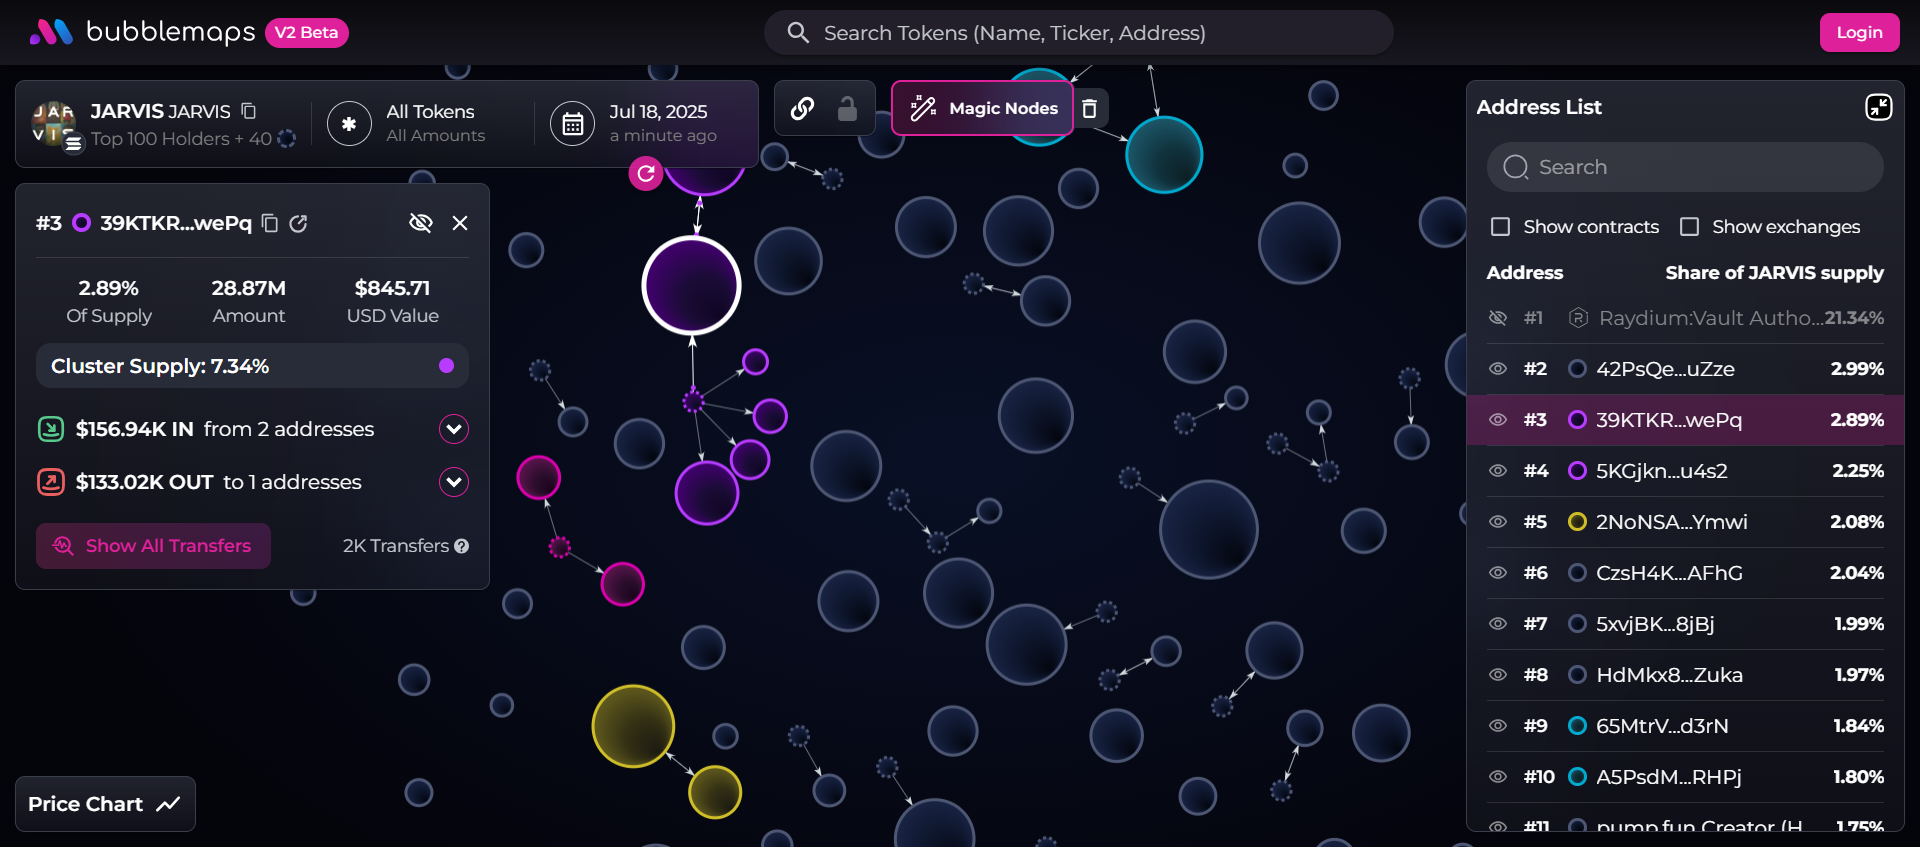 bubblemaps V2 Beta
Search Tokens (Name, Ticker, Address)
Login
JARVIS JARVIS
Top 100 Holders + 40
All Tokens
All Amounts
Jul 18, 2025
a minute ago
Magic Nodes
#3 39KTKR...wePq
2.89% 28.87M $845.71
Of Supply Amount USD Value
Cluster Supply: 7.34%
$156.94K IN from 2 addresses
$133.02K OUT to 1 addresses
Show All Transfers 2K Transfers
Price Chart
Address List
Search
Show contracts Show exchanges
Address Share of JARVIS supply
#1 Raydium:Vault Autho...21.34%
#2 42PsQe...uZze 2.99%
#3 39KTKR...wePq 2.89%
#4 5KGjkn...u4s2 2.25%
#5 2NoNSA...Ymwi 2.08%
#6 CzsH4K...AFhG 2.04%
#7 5xvjBK...8jBj 1.99%
#8 HdMkx8...Zuka 1.97%
#9 65MtrV...d3rN 1.84%
#10 A5PsdM...RHPj 1.80%
#11 pump.fun Creator (H 1.75%